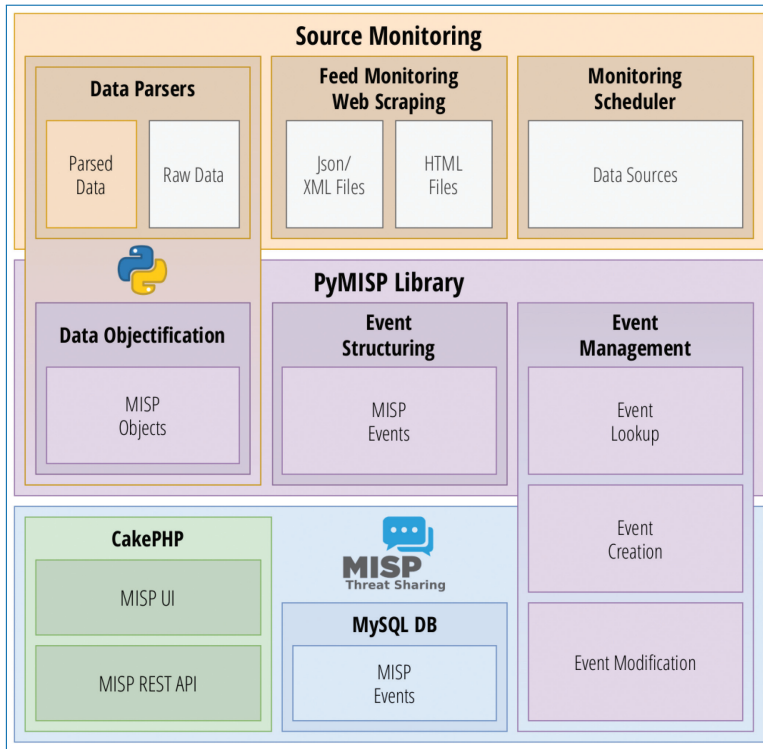 Source Monitoring
Data Parsers
Parsed
Data
Raw Data
Feed Monitoring
Web Scraping
Json/
XML Files
HTML
Files
Monitoring
Scheduler
Data Sources
PyMISP Library
Data Objectification
MISP
Objects
Event
Structuring
MISP
Events
Event
Management
Event
Lookup
Event
Creation
Event Modification
CakePHP
MISP UI
MISP REST API
MISP
Threat Sharing
MySQL DB
MISP
Events